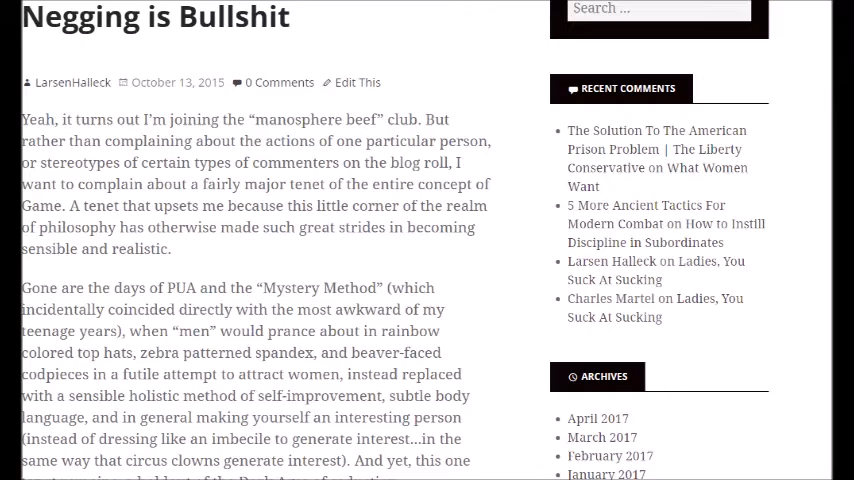 Negging is Bullshit
LarsenHalleck October 13, 2015 0 Comments Edit This
Yeah, it turns out I’m joining the “manosphere beef” club. But
rather than complaining about the actions of one particular person,
or stereotypes of certain types of commenters on the blog roll, I
want to complain about a fairly major tenet of the entire concept of
Game. A tenet that upsets me because this little corner of the realm
of philosophy has otherwise made such great strides in becoming
sensible and realistic.
Gone are the days of PUA and the “Mystery Method” (which
incidentally coincided directly with the most awkward of my
teenage years), when “men” would prance about in rainbow
colored top hats, zebra patterned spandex, and beaver-faced
codpieces in a futile attempt to attract women, instead replaced
with a sensible holistic method of self-improvement, subtle body
language, and in general making yourself an interesting person
(instead of dressing like an imbecile to generate interest...in the
same way that circus clowns generate interest). And yet, this one
Search ...
RECENT COMMENTS
The Solution To The American
Prison Problem | The Liberty
Conservative on What Women
Want
5 More Ancient Tactics For
Modern Combat on How to Instill
Discipline in Subordinates
Larsen Halleck on Ladies, You
Suck At Sucking
Charles Martel on Ladies, You
Suck At Sucking
ARCHIVES
April 2017
March 2017
February 2017
January 2017